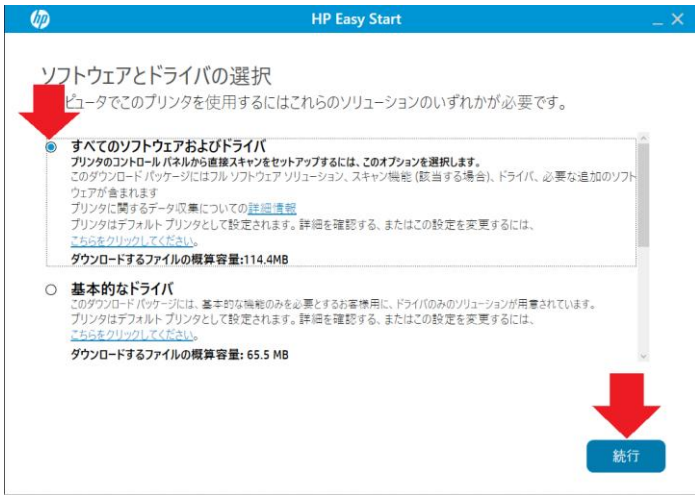 hp
HP Easy Start
ソフトウェアとドライバの選択
ピュータでこのプリンタを使用するにはこれらのソリューションのいずれかが必要です。
すべてのソフトウェアおよびドライバ
プリンタのコントロール パネルから直接スキャンをセットアップするには、このオプションを選択します。
このダウンロード パッケージにはフル ソフトウェア ソリューション、スキャン機能 (該当する場合)、ドライバ、必要な追加のソフト
ウェアが含まれます
プリンタに関するデータ収集についての詳細情報
プリンタはデフォルト プリンタとして設定されます。詳細を確認する、またはこの設定を変更するには、
こちらをクリックしてください。
ダウンロードするファイルの概算容量:114.4MB
基本的なドライバ
このダウンロード パッケージには、基本的な機能のみを必要とするお客様用に、ドライバのみのソリューションが用意されています。
プリンタはデフォルト プリンタとして設定されます。詳細を確認する、またはこの設定を変更するには、
こちらをクリックしてください。
ダウンロードするファイルの概算容量: 65.5 MB
続行